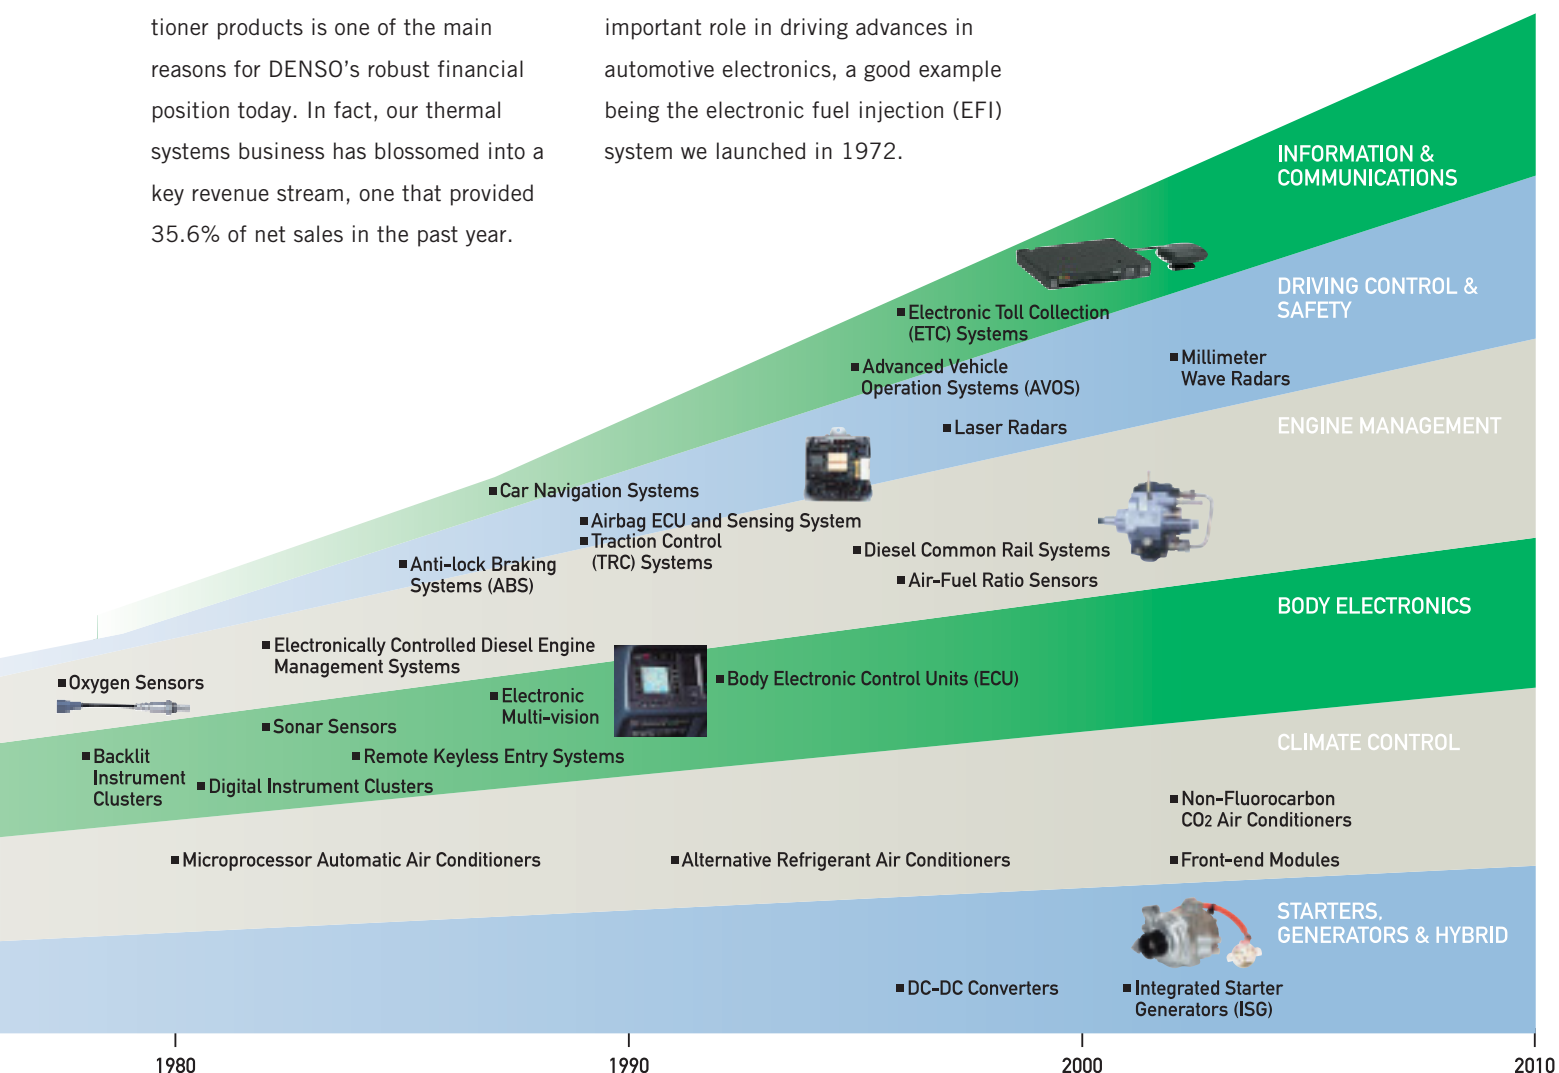 tioner products is one of the main
reasons for DENSO’s robust financial
position today. In fact, our thermal
systems business has blossomed into a
key revenue stream, one that provided
35.6% of net sales in the past year.
important role in driving advances in
automotive electronics, a good example
being the electronic fuel injection (EFI)
system we launched in 1972.
INFORMATION &
COMMUNICATIONS
Electronic Toll Collection
(ETC) Systems
Advanced Vehicle
Operation Systems (AVOS)
Car Navigation Systems
DRIVING CONTROL &
SAFETY
Millimeter
Wave Radars
Laser Radars
Airbag ECU and Sensing System
Traction Control
(TRC) Systems
Anti-lock Braking
Systems (ABS)
ENGINE MANAGEMENT
Diesel Common Rail Systems
Air-Fuel Ratio Sensors
Electronically Controlled Diesel Engine
Management Systems
Oxygen Sensors
BODY ELECTRONICS
Body Electronic Control Units (ECU)
Electronic
Multi-vision
Sonar Sensors
Remote Keyless Entry Systems
Backlit
Instrument
Clusters
Digital Instrument Clusters
CLIMATE CONTROL
Non-Fluorocarbon
CO2 Air Conditioners
Microprocessor Automatic Air Conditioners
Alternative Refrigerant Air Conditioners
Front-end Modules
STARTERS,
GENERATORS & HYBRID
DC-DC Converters
Integrated Starter
Generators (ISG)
1980
1990
2000
2010